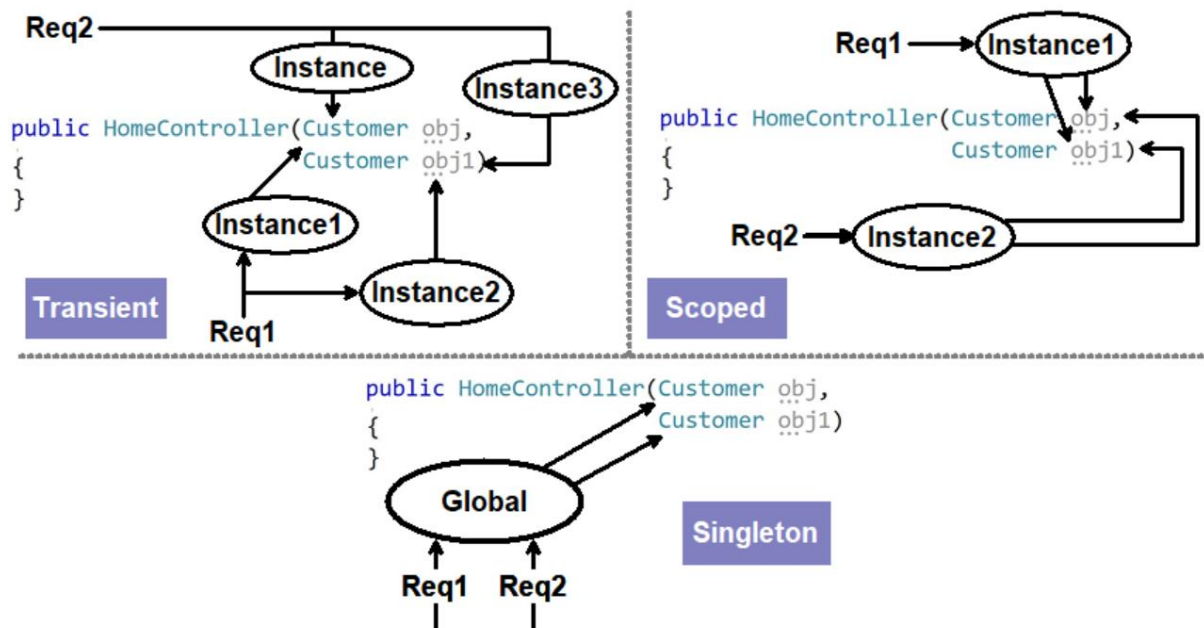 Req2
Instance
Instance3
public HomeController(Customer obj,
Customer obj1)
{
}
Instance1
Instance2
Req1
Transient
Req1
Instance1
public HomeController(Customer obj,
Customer obj1)
{
}
Req2
Instance2
Scoped
public HomeController(Customer obj,
Customer obj1)
{
}
Global
Singleton
Req1
Req2